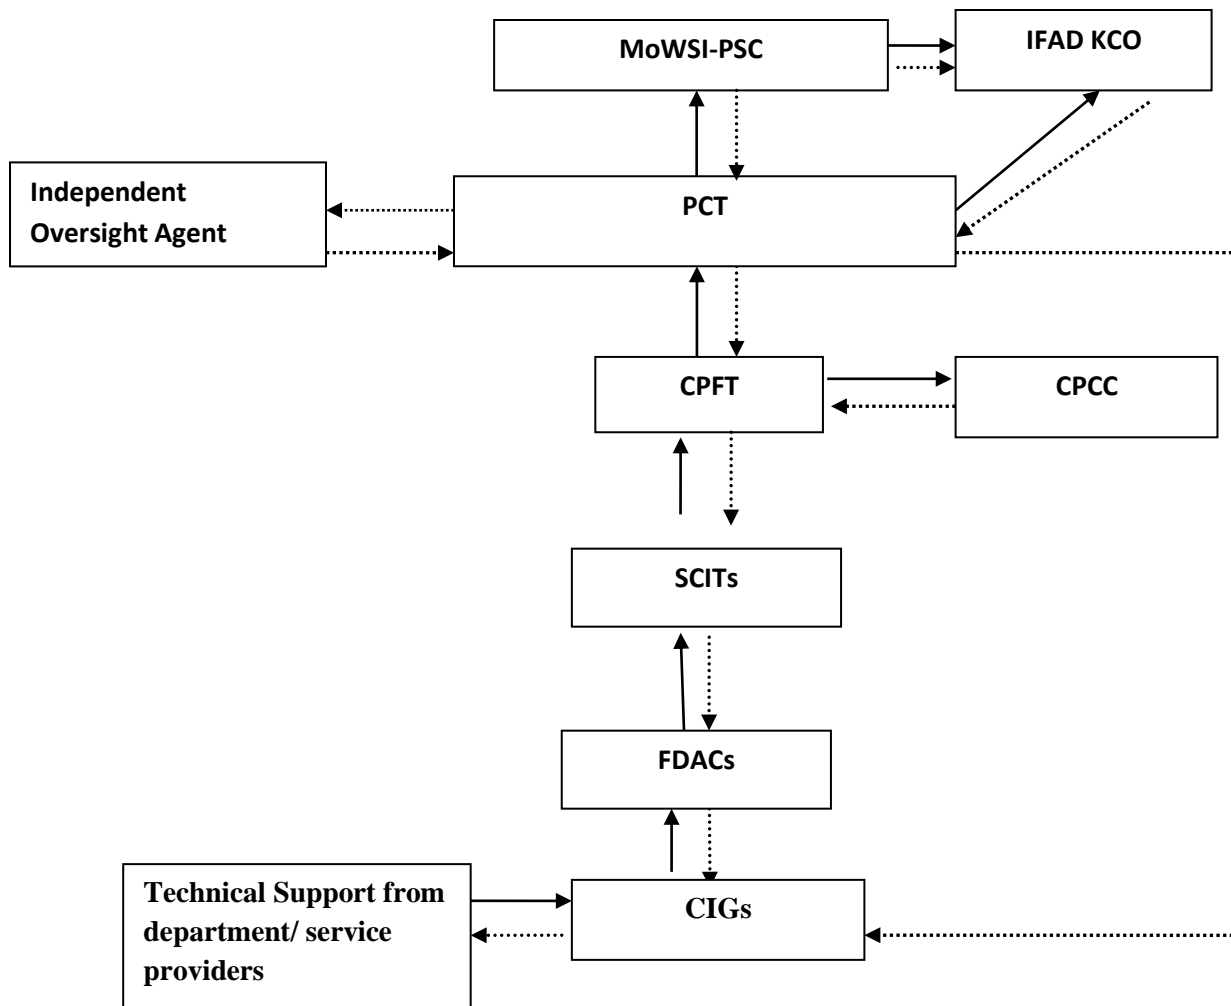 MoWSI-PSC
IFAD KCO
Independent
Oversight Agent
PCT
CPFT
CPCC
SCITs
FDACs
Technical Support from
department/ service
providers
CIGs